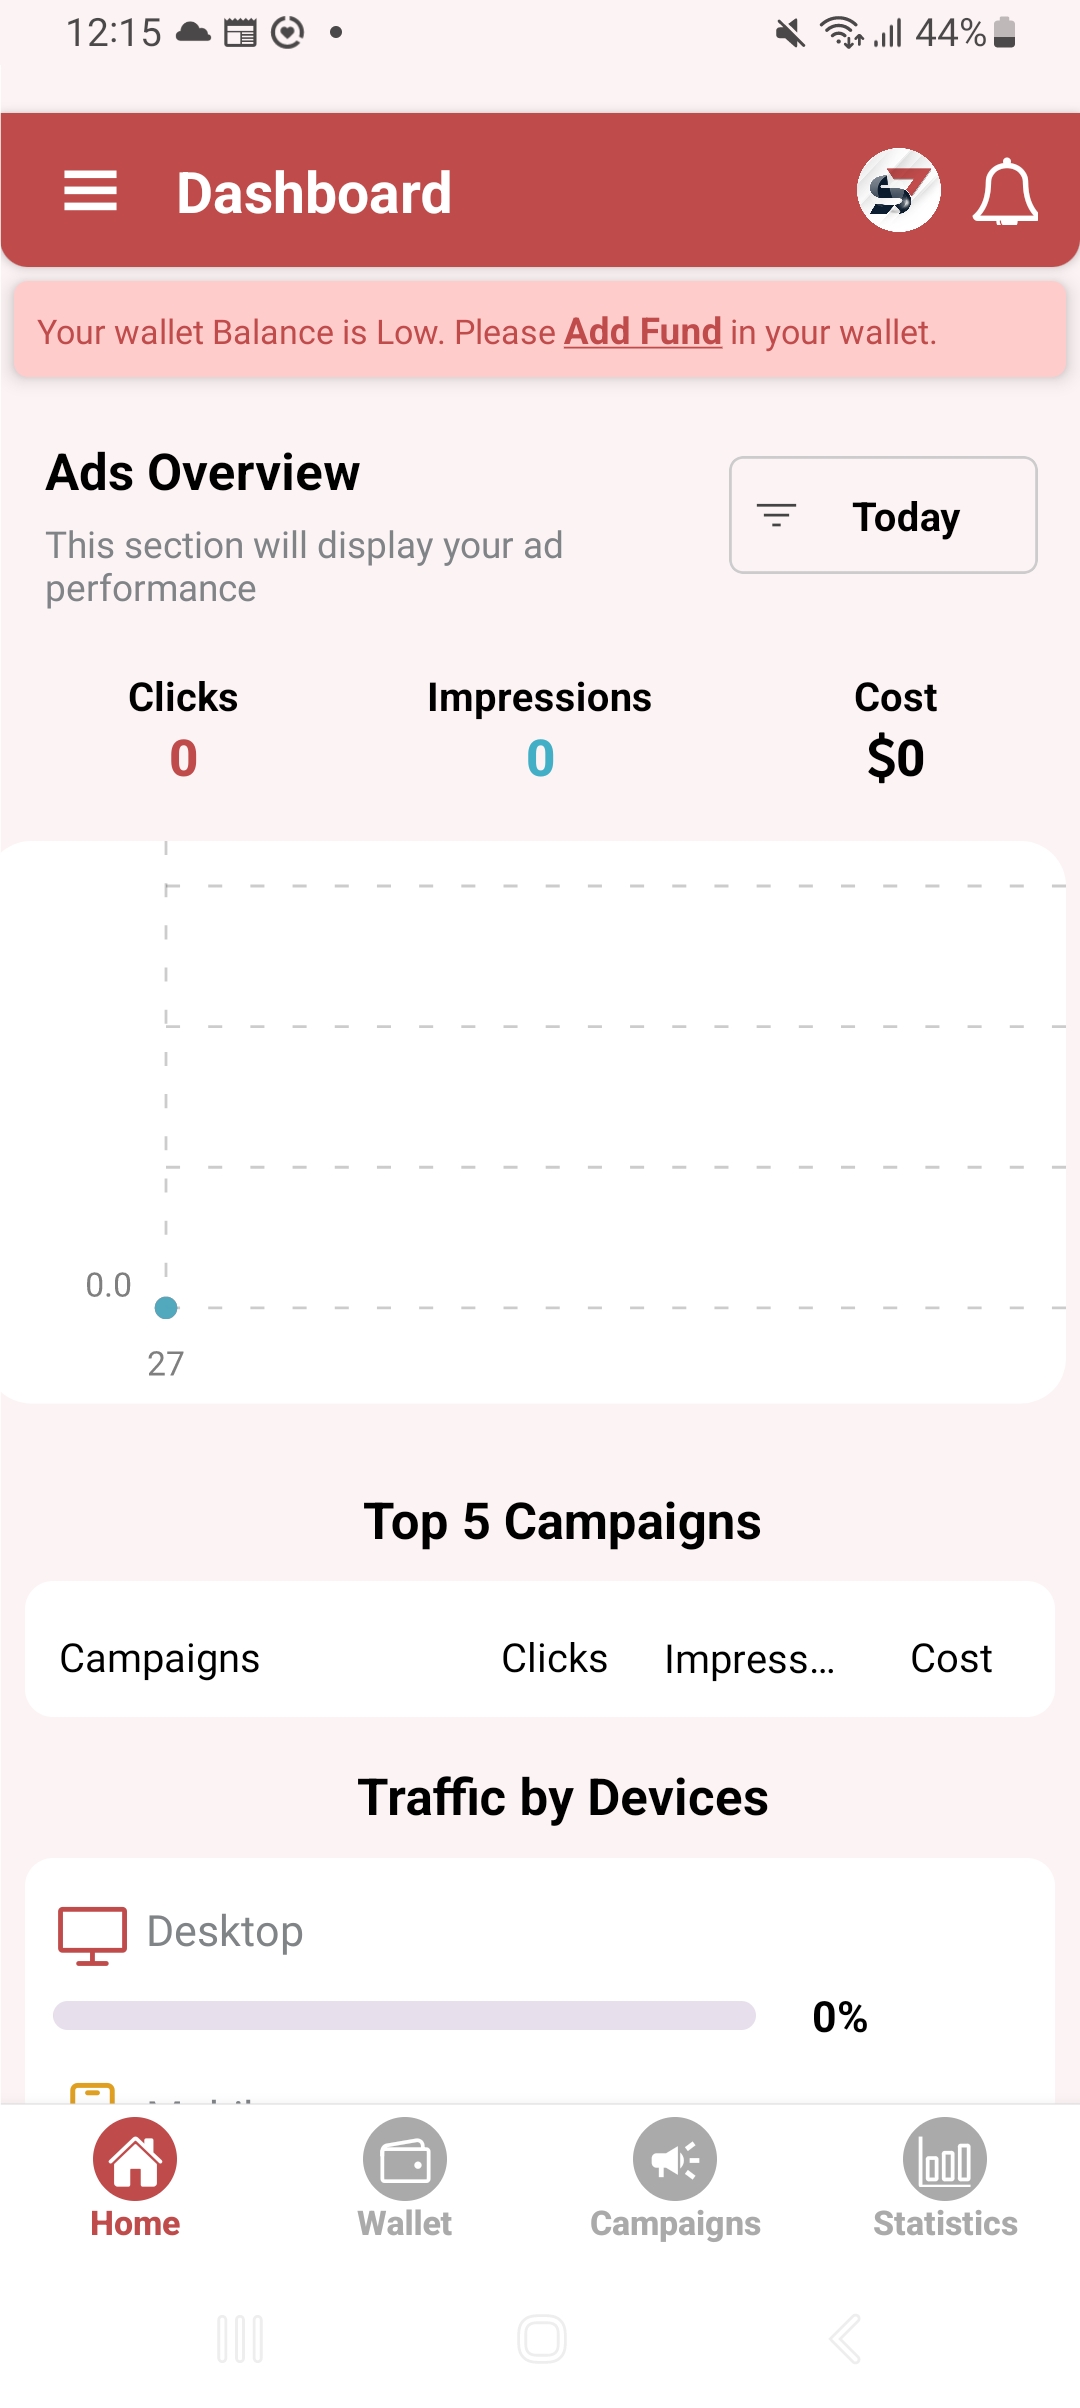 12:15
44%
Dashboard
S7
Your wallet Balance is Low. Please Add Fund in your wallet.
Ads Overview
Today
This section will display your ad
performance
Clicks
Impressions
Cost
0
0
$0
0.0
27
Top 5 Campaigns
Campaigns
Clicks
Impress...
Cost
Traffic by Devices
Desktop
0%
Home
Wallet
Campaigns
Statistics